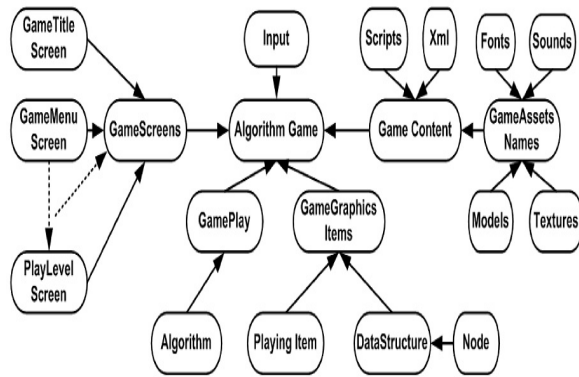 GameTitle
Screen
Input
Scripts
Xml
Fonts
Sounds
GameMenu
Screen
GameScreens
Algorithm Game
Game Content
GameAssets
Names
GamePlay
GameGraphics
Items
Models
Textures
PlayLevel
Screen
Algorithm
Playing Item
DataStructure
Node